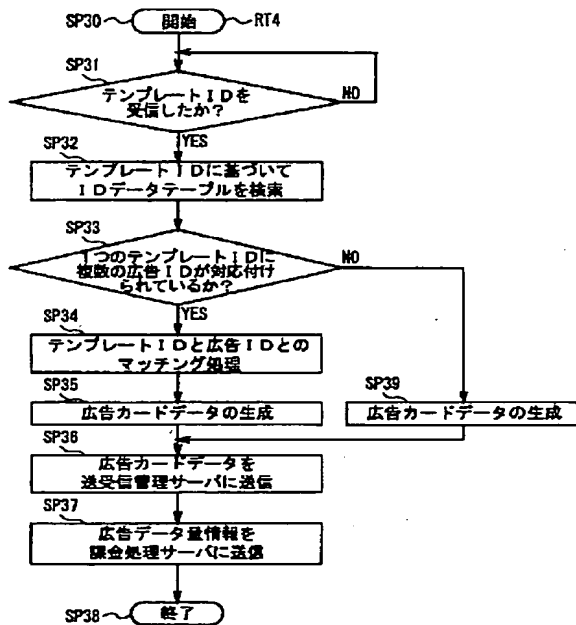 SP30
開始
RT4
SP31
テンプレートIDを
受信したか?
NO
YES
SP32
テンプレートIDに基づいて
IDデータテーブルを検索
SP33
1つのテンプレートIDに
複数の広告IDが対応付け
られているか?
NO
YES
SP34
テンプレートIDと広告IDとの
マッチング処理
SP35
広告カードデータの生成
SP39
広告カードデータの生成
SP36
広告カードデータを
送受信管理サーバに送信
SP37
広告データ量情報を
課金処理サーバに送信
SP38
終了